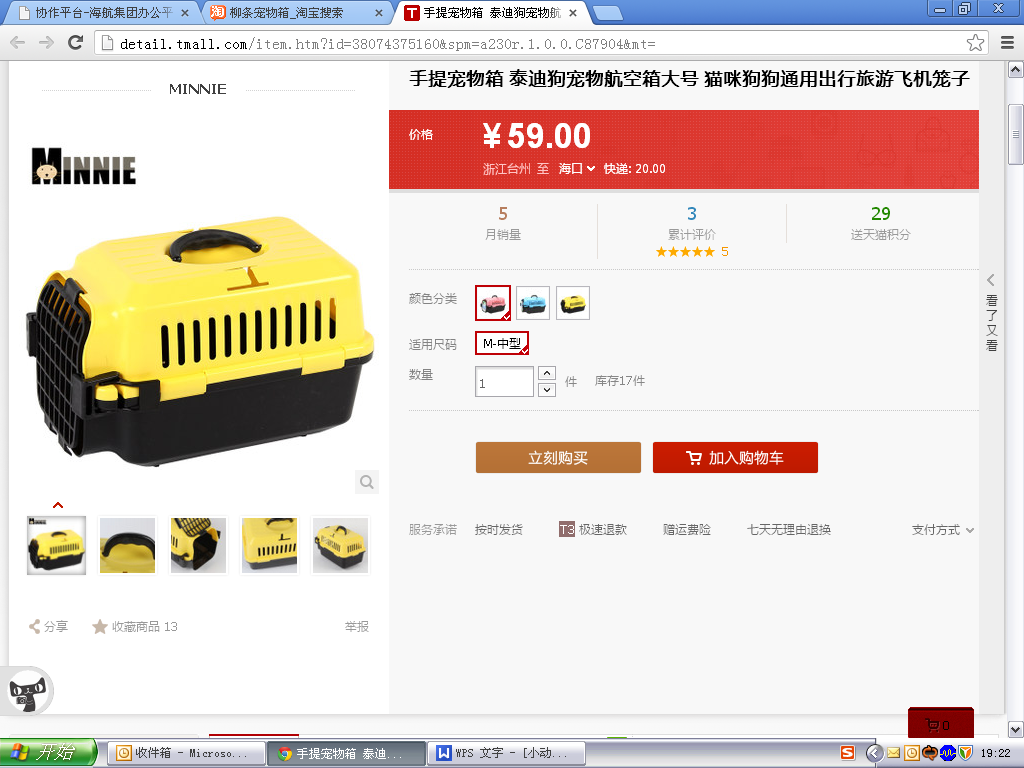 协作平台-海航集团办公平
柳条宠物箱_淘宝搜索
手提宠物箱 泰迪狗宠物航
detail.tmall.com/item.htm?id=38074375160&spm=a230r.1.0.0.C87904&mt=
MINNIE
MINNIE
手提宠物箱 泰迪狗宠物航空箱大号 猫咪狗狗通用出行旅游飞机笼子
价格
¥59.00
浙江台州 至 海口 快递: 20.00
5
月销量
3
累计评价
★★★★★ 5
29
送天猫积分
颜色分类
适用尺码
M-中型
数量
1
件
库存17件
立刻购买
加入购物车
服务承诺
按时发货
T3 极速退款
赠运费险
七天无理由退换
支付方式
看了又看
分享
收藏商品 13
举报
1
开始
收件箱 - Microso...
手提宠物箱 泰迪...
WPS 文字 - [小动...
19:22